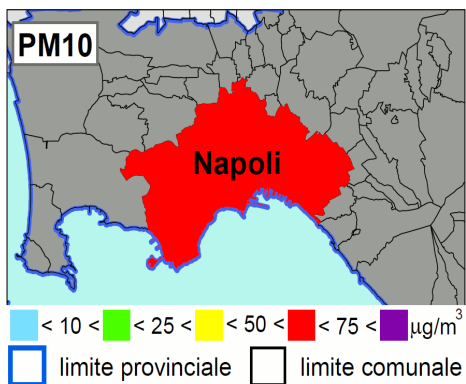 PM10
Napoli
< 10 < < 25 < < 50 < < 75 < µg/m³
limite provinciale limite comunale